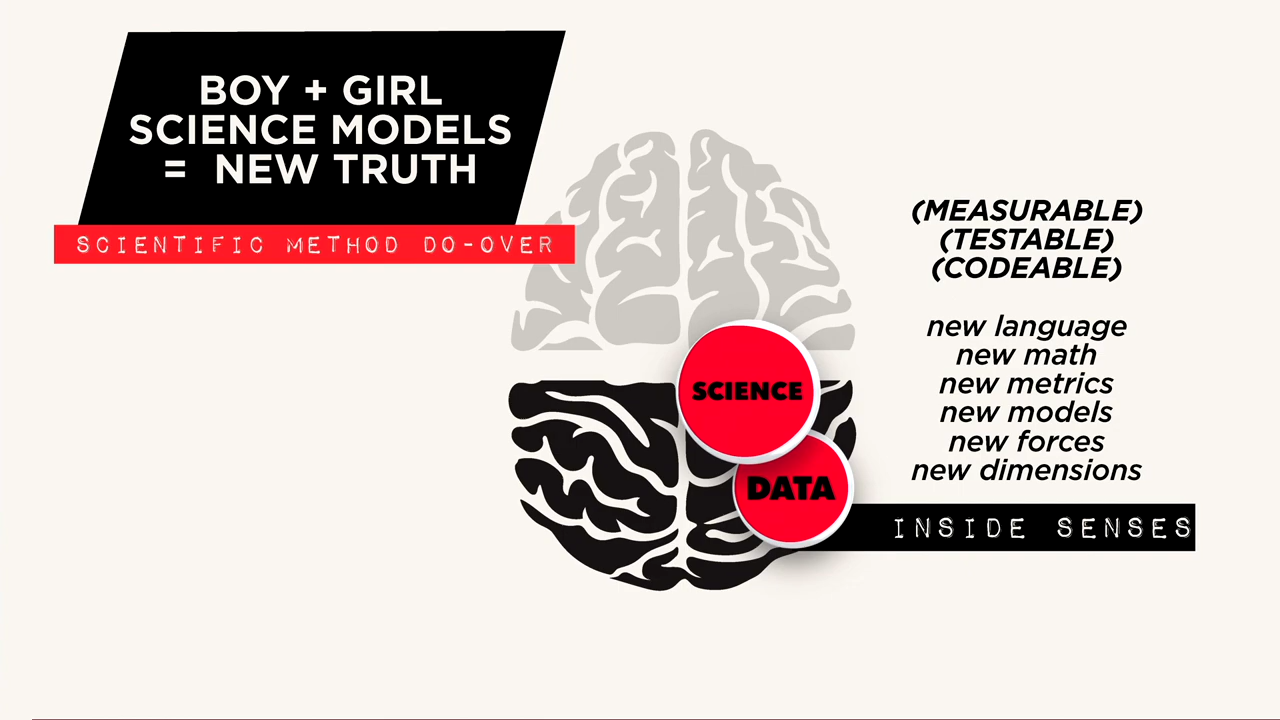 BOY + GIRL
SCIENCE MODELS
= NEW TRUTH
SCIENTIFIC METHOD DO-OVER
(MEASURABLE)
(TESTABLE)
(CODEABLE)
new language
new math
new metrics
new models
new forces
new dimensions
SCIENCE
DATA
INSIDE SENSES